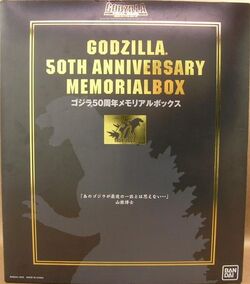 GODZILLA
GODZILLA.
50TH ANNIVERSARY
MEMORIALBOX
ゴジラ50周年メモリアルボックス
「あのゴジラが最後の一匹とは思えない…」
山根博士
BAN
DAI